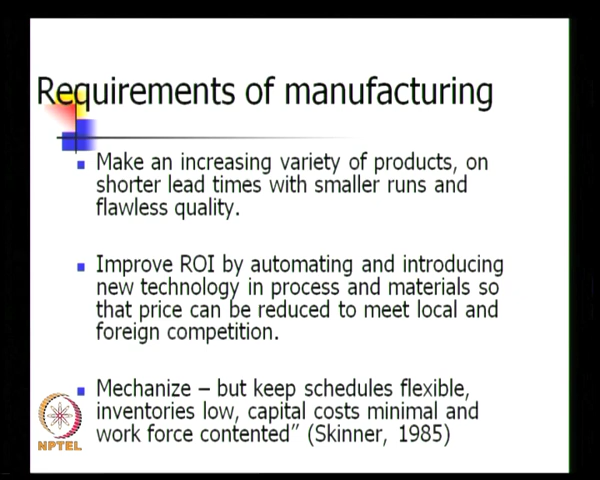 Requirements of manufacturing
Make an increasing variety of products, on
shorter lead times with smaller runs and
flawless quality.
Improve ROI by automating and introducing
new technology in process and materials so
that price can be reduced to meet local and
foreign competition.
Mechanize – but keep schedules flexible,
inventories low, capital costs minimal and
work force contented” (Skinner, 1985)
NPTEL